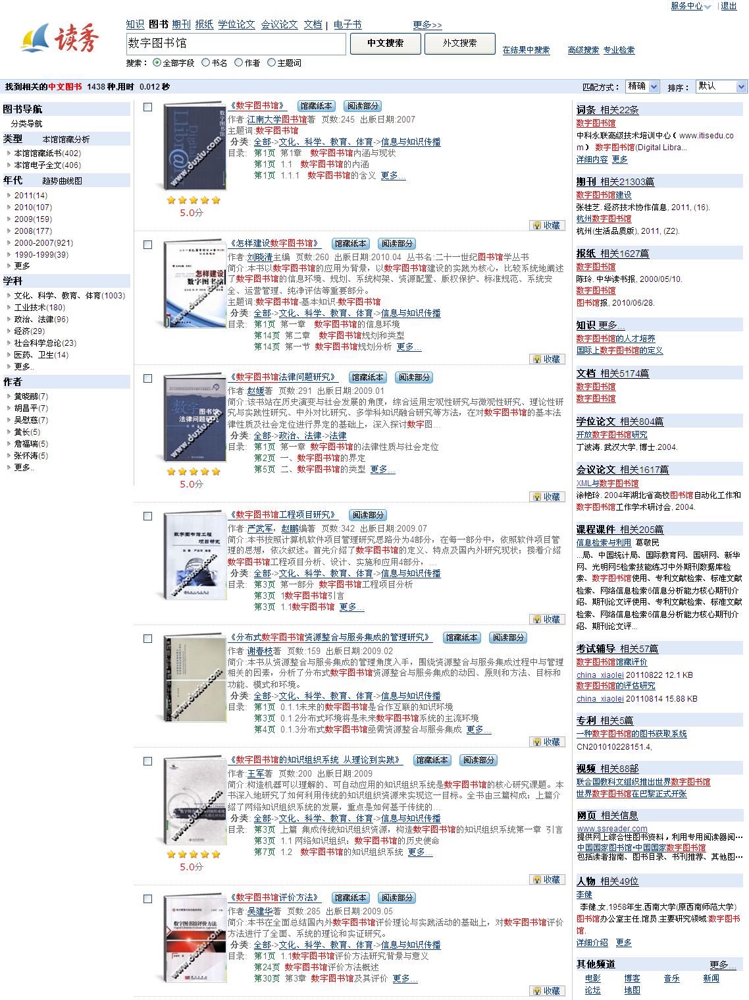 服务中心 | 退出
读秀
知识 图书 期刊 报纸 学位论文 会议论文 文档 | 电子书 更多>>
数字图书馆 中文搜索 外文搜索 在结果中搜索 高级搜索 专业检索
搜索: 全部字段 书名 作者 主题词
找到相关的中文图书 1438 种,用时 0.012 秒 匹配方式: 精确 排序: 默认
图书导航
分类导航
类型 本馆馆藏分析
本馆馆藏纸书(402)
本馆电子全文(406)
年代 趋势曲线图
2011(14)
2010(107)
2009(159)
2008(177)
2000-2007(921)
1990-1999(39)
更多
学科
文化、科学、教育、体育(1003)
工业技术(180)
政治、法律(96)
经济(29)
社会科学总论(23)
医药、卫生(14)
更多..
作者
黄晓鹂(7)
胡昌平(7)
吴慰慈(7)
黄长(5)
詹福瑞(5)
张怀涛(5)
更多..
《数字图书馆》 馆藏纸本 阅读部分
作者:江南大学图书馆著 页数:245 出版日期:2007
主题词:数字图书馆
分类: 全部->文化、科学、教育、体育->信息与知识传播
目录: 第1页 第1章 数字图书馆内涵与现状
第1页 1.1 数字图书馆的内涵
第1页 1.1.1 数字图书馆的含义 更多...
www.duxiu.com
5.0分
收藏
《怎样建设数字图书馆》 馆藏纸本 阅读部分
作者:刘晓清主编 页数:260 出版日期:2010.04 丛书名:二十一世纪图书馆学丛书
简介:本书以数字图书馆的应用为背景，以数字图书馆建设的实践为核心，比较系统地阐述
了数字图书馆的信息环境、规划、系统构架、资源配置、版权保护、标准规范、系统安
全、运营管理、纯净评估等重要部分。
主题词:数字图书馆-基本知识-数字图书馆
分类: 全部->文化、科学、教育、体育->信息与知识传播
目录: 第1页 第一章 数字图书馆的信息环境
第14页 第二章 数字图书馆规划和类型
第14页 第一节 数字图书馆规划分析 更多...
怎样建设
数字图书馆
www.duxiu.com
收藏
《数字图书馆法律问题研究》 馆藏纸本 阅读部分
作者:赵媛著 页数:291 出版日期:2009.01
简介:该书站在历史演变与社会发展的角度，综合运用宏观性研究与微观性研究、理论性研
究与实践性研究、中外对比研究、多学科知识融合研究等方法，在对数字图书馆的基本法
律性质及社会定位进行界定的基础上，深入探讨数字图...
分类: 全部->政治、法律->法律
目录: 第1页 第一章 数字图书馆的法律性质与社会定位
第2页 一、数字图书馆的界定
第5页 二、数字图书馆的类型 更多...
数字图书馆
法律问题研究
www.duxiu.com
5.0分
收藏
《数字图书馆工程项目研究》 阅读部分
作者:严武军，赵鹏编著 页数:342 出版日期:2009.07
简介:本书按照计算机软件项目管理研究思路分为4部分，在每一部分中，依照软件项目管
理的思想，依次叙述。首先介绍了数字图书馆的定义、特点及国内外研究现状；接着介绍
数字图书馆工程项目分析、设计、实施和应用4部分，...
分类: 全部->文化、科学、教育、体育->信息与知识传播
目录: 第3页 第一部分 数字图书馆工程项目分析
第3页 1数字图书馆引言
第3页 1.1数字图书馆 更多...
数字图书馆工程
项目研究
www.duxiu.com
收藏
《分布式数字图书馆资源整合与服务集成的管理研究》 馆藏纸本 阅读部分
作者:谢春枝著 页数:159 出版日期:2009.02
简介:本书从资源整合与服务集成的管理角度入手，围绕资源整合与服务集成过程中与管理
相关的因素，分析了分布式数字图书馆资源整合与服务集成的动因、原则和方法、目标和
功能、模式和环境。
分类: 全部->文化、科学、教育、体育->信息与知识传播
目录: 第1页 0.1.1未来的数字图书馆是合作互联的知识环境
第3页 0.1.2分布式环境将是未来数字图书馆系统的主流环境
第4页 0.1.3分布式数字图书馆亟需资源整合与服务集成 更多...
www.duxiu.com
收藏
《数字图书馆的知识组织系统 从理论到实践》 馆藏纸本 阅读部分
作者:王军著 页数:200 出版日期:2009
简介:构造机器可以理解的、可自动应用的知识组织系统是数字图书馆的核心研究课题。本
书深入地研究了如何利用传统的知识组织资源来实现这一目标。全书由三篇构成：上篇介
绍了网络知识组织系统的发展，重点是如何基于传统的...
分类: 全部->文化、科学、教育、体育->信息与知识传播
目录: 第3页 上篇 集成传统知识组织资源，构造数字图书馆的知识组织系统第一章 引言
第3页 1.1 网络知识组织：数字图书馆的历史使命
第7页 1.2 数字图书馆的知识组织系统 更多...
www.duxiu.com
5.0分
收藏
《数字图书馆评价方法》 馆藏纸本 阅读部分
作者:吴建华著 页数:285 出版日期:2009.05
简介:本书在全面总结国内外数字图书馆评价理论与实践活动的基础上，对数字图书馆评价
方法进行了全面、系统的理论和实证研究。
分类: 全部->文化、科学、教育、体育->信息与知识传播
目录: 第1页 1.1数字图书馆评价方法研究背景与意义
第24页 数字图书馆评价方法概述
第30页 第3章 数字图书馆及其评价 更多...
数字图书馆评价方法
www.duxiu.com
收藏
词条 相关22条
数字图书馆
中科永联高级技术培训中心（www.itisedu.co
m） 数字图书馆(Digital Libra...
详细内容 更多
期刊 相关21303篇
数字图书馆建设
张桂芝. 经济技术协作信息, 2011, (16).
杭州数字图书馆
杭州(生活品质版), 2011, (Z2).
报纸 相关1627篇
数字图书馆
陈玲. 中华读书报, 2000/05/10.
数字图书馆
图书馆报, 2010/06/28.
知识 更多...
数字图书馆的人才培养
国际上数字图书馆的定义
文档 相关5174篇
数字图书馆
数字图书馆
学位论文 相关804篇
开放数字图书馆研究
丁波涛. 武汉大学, 博士.2004.
会议论文 相关1617篇
XML与数字图书馆
涂艳玲. 2004年湖北省高校图书馆自动化工作和
数字图书馆工作学术研讨会, 2004.
课程课件 相关205篇
信息检索与利用 葛敬民
...局、中国统计局、国际教育网、国研网、新华
网、光明网5检索技能练习中外期刊数据库检
索、数字图书馆使用、专利文献检索、标准文献
检索、网络信息检索6信息分析能力核心期刊介
绍、期刊论文评使用、专利文献检索、标准文献
检索、网络信息检索6信息分析能力核心期刊介
绍、期刊论文评...
考试辅导 相关57篇
数字图书馆馆藏评价
china_xiaolei 20110822 12.1 KB
数字图书馆的评估研究
china_xiaolei 20110814 15.88 KB
专利 相关5篇
一种数字图书馆的图书获取系统
CN201010228151.4,
视频 相关88部
联合国教科文组织推出世界数字图书馆
世界数字图书馆在巴黎正式开张
网页 相关信息
www.ssreader.com
提供网上综合性图书资料，利用专用阅读器阅…
中国国家图书馆•中国国家数字图书馆
包括读者指南、图书目录、书刊推荐、其他图…
人物 相关49位
李健
李健,女,1958年生,西南大学(原西南师范大学)
图书馆办公室主任,馆员,主要研究领域:数字图书
馆.
详细介绍 更多
其他频道 更多...
电影 博客 音乐 新闻
论坛 地图